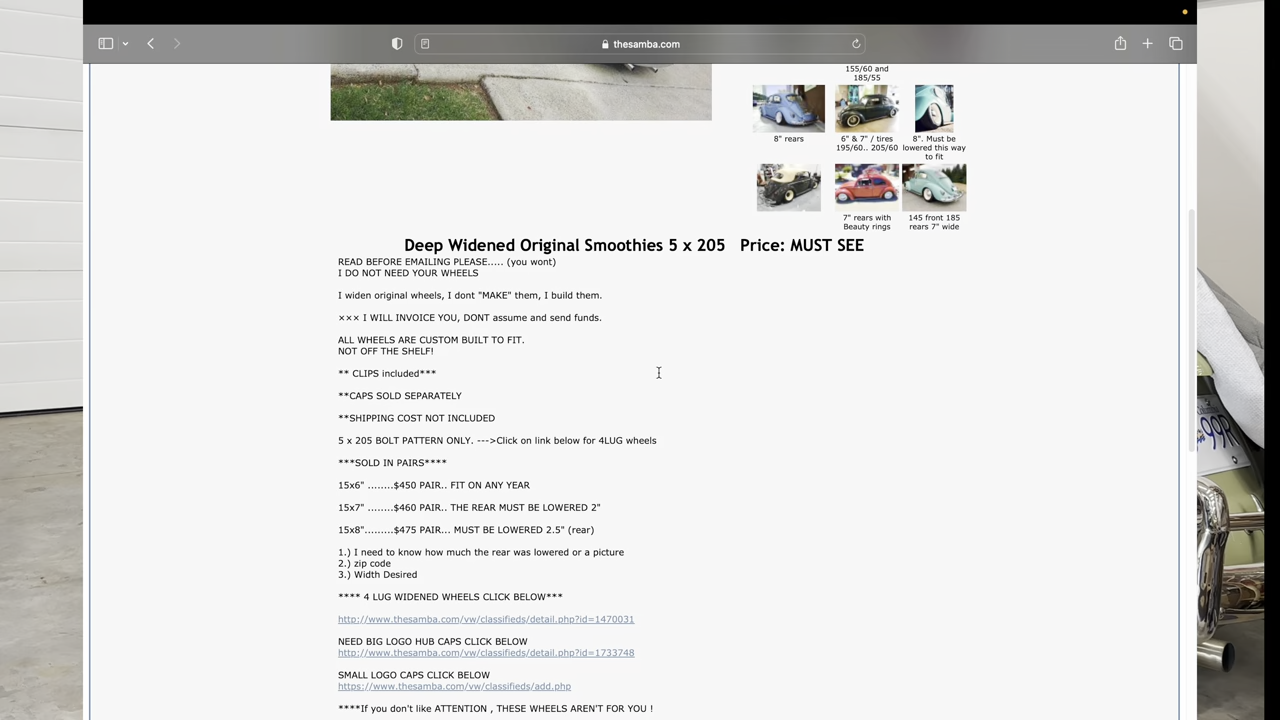 thesamba.com
155/60 and
185/55
8" rears
6" & 7" / tires
195/60.. 205/60
8". Must be
lowered this way
to fit
7" rears with
Beauty rings
145 front 185
rears 7" wide
Deep Widened Original Smoothies 5 x 205 Price: MUST SEE
READ BEFORE EMAILING PLEASE..... (you wont)
I DO NOT NEED YOUR WHEELS
I widen original wheels, I dont "MAKE" them, I build them.
××× I WILL INVOICE YOU, DONT assume and send funds.
ALL WHEELS ARE CUSTOM BUILT TO FIT.
NOT OFF THE SHELF!
** CLIPS included***
**CAPS SOLD SEPARATELY
**SHIPPING COST NOT INCLUDED
5 x 205 BOLT PATTERN ONLY. --->Click on link below for 4LUG wheels
***SOLD IN PAIRS****
15x6" ........$450 PAIR.. FIT ON ANY YEAR
15x7" ........$460 PAIR.. THE REAR MUST BE LOWERED 2"
15x8".........$475 PAIR... MUST BE LOWERED 2.5" (rear)
1.) I need to know how much the rear was lowered or a picture
2.) zip code
3.) Width Desired
**** 4 LUG WIDENED WHEELS CLICK BELOW***
http://www.thesamba.com/vw/classifieds/detail.php?id=1470031
NEED BIG LOGO HUB CAPS CLICK BELOW
http://www.thesamba.com/vw/classifieds/detail.php?id=1733748
SMALL LOGO CAPS CLICK BELOW
https://www.thesamba.com/vw/classifieds/add.php
****If you don't like ATTENTION , THESE WHEELS AREN'T FOR YOU !